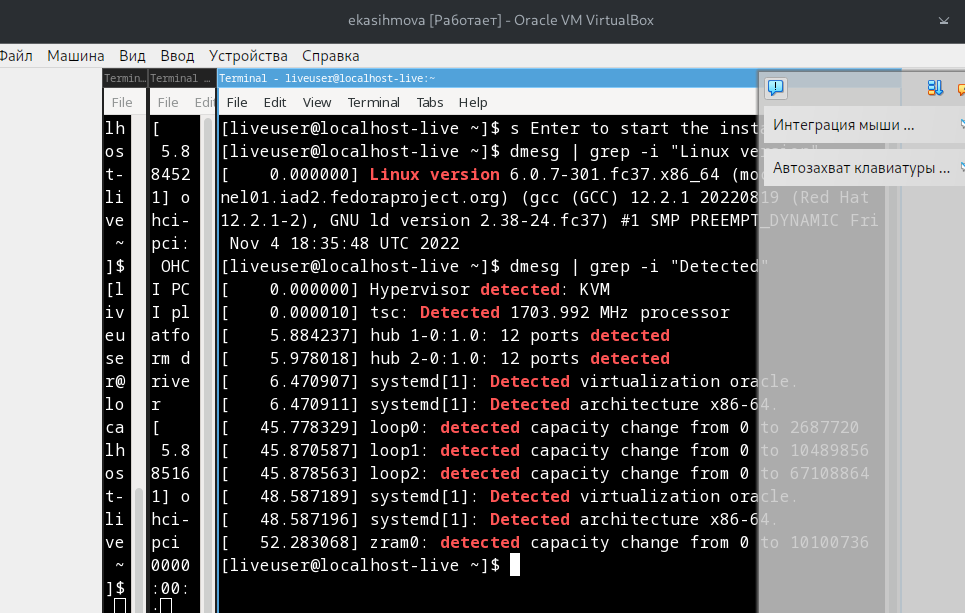 ekasihmova [Работает] - Oracle VM VirtualBox
Файл Машина Вид Ввод Устройства Справка
Termin… Terminal … Terminal - liveuser@localhost-live:~
File File Edi File Edit View Terminal Tabs Help
lh
os
t-
li
ve
~
]$
[l
iv
eu
se
r@
lo
ca
lh
os
t-
li
ve
~
]$
[
5.8
8452
1] o
hci-
pci:
OHC
I PC
I pl
atfo
rm d
rive
r
[
5.8
8516
1] o
hci-
pci
0000
:00:
[liveuser@localhost-live ~]$ s Enter to start the inst
[liveuser@localhost-live ~]$ dmesg | grep -i "Linux version"
[    0.000000] Linux version 6.0.7-301.fc37.x86_64 (moc
nel01.iad2.fedoraproject.org) (gcc (GCC) 12.2.1 20220819 (Red Hat
12.2.1-2), GNU ld version 2.38-24.fc37) #1 SMP PREEMPT_DYNAMIC Fri
Nov 4 18:35:48 UTC 2022
[liveuser@localhost-live ~]$ dmesg | grep -i "Detected"
[    0.000000] Hypervisor detected: KVM
[    0.000010] tsc: Detected 1703.992 MHz processor
[    5.884237] hub 1-0:1.0: 12 ports detected
[    5.978018] hub 2-0:1.0: 12 ports detected
[    6.470907] systemd[1]: Detected virtualization oracle.
[    6.470911] systemd[1]: Detected architecture x86-64.
[   45.778329] loop0: detected capacity change from 0 to 2687720
[   45.870587] loop1: detected capacity change from 0 to 10489856
[   45.878563] loop2: detected capacity change from 0 to 67108864
[   48.587189] systemd[1]: Detected virtualization oracle.
[   48.587196] systemd[1]: Detected architecture x86-64.
[   52.283068] zram0: detected capacity change from 0 to 10100736
[liveuser@localhost-live ~]$
Интеграция мыши ...
Автозахват клавиатуры ...